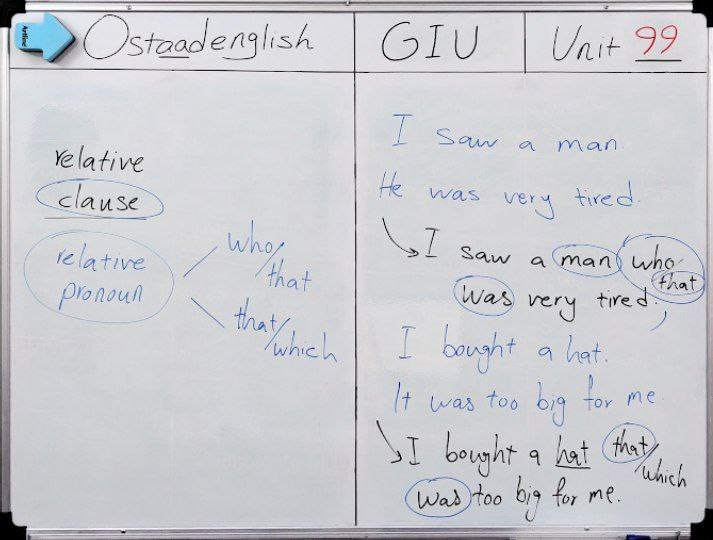 Artline
Ostaadenglish
GIU
Unit 99
relative
clause
relative
pronoun
who/
that
that/
which
I saw a man.
He was very tired.
I saw a man who
that
was very tired.
I bought a hat.
It was too big for me
I bought a hat that/
which
was too big for me.